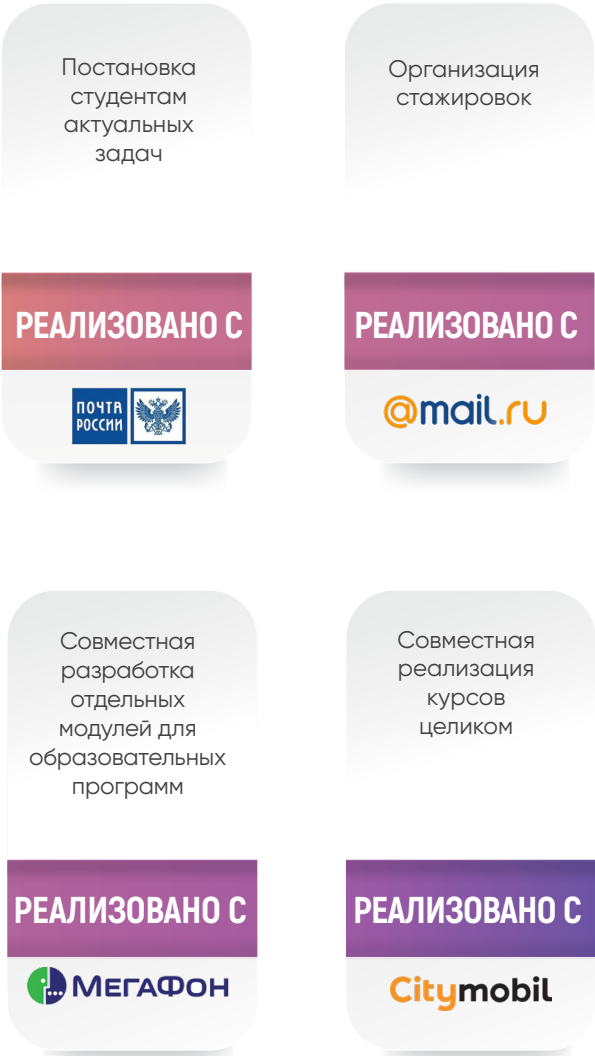 Постановка
студентам
актуальных
задач
РЕАЛИЗОВАНО С
ПОЧТА
РОССИИ
Организация
стажировок
РЕАЛИЗОВАНО С
@mail.ru
Совместная
разработка
отдельных
модулей для
образовательных
программ
РЕАЛИЗОВАНО С
МЕГАФОН
Совместная
реализация
курсов
целиком
РЕАЛИЗОВАНО С
Citymobil